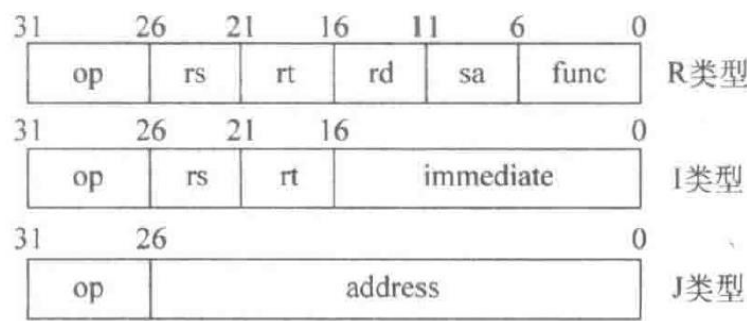 31 26 21 16 11 6 0
op rs rt rd sa func R类型
31 26 21 16 0
op rs rt immediate I类型
31 26 0
op address J类型